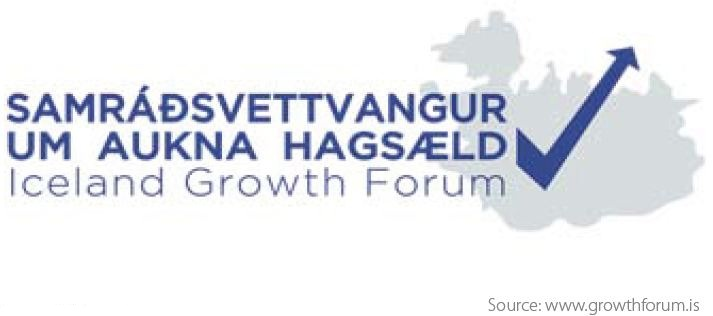 SAMRÁÐSVETTVANGUR
UM AUKNA HAGSÆLD
Iceland Growth Forum
Source: www.growthforum.is